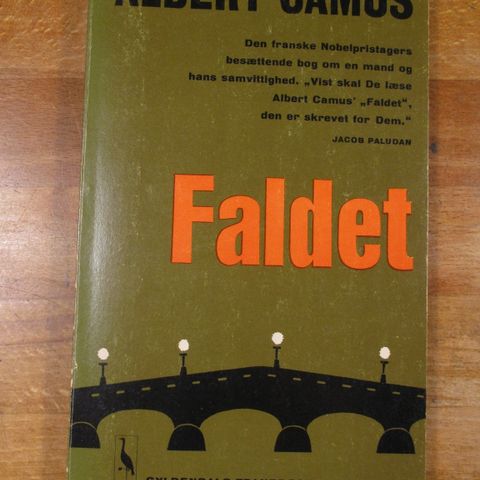 ALBERT CAMUS
Den franske Nobelpristagers
besættende bog om en mand og
hans samvittighed. „Vist skal De læse
Albert Camus' „Faldet",
den er skrevet for Dem."
JACOB PALUDAN
Faldet